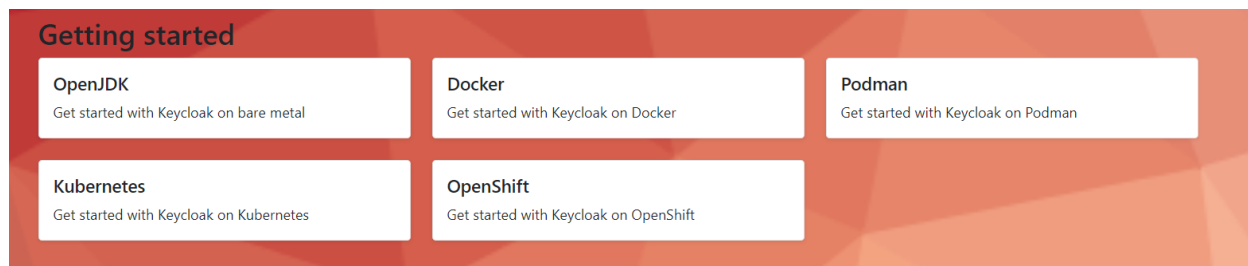 Getting started
OpenJDK
Get started with Keycloak on bare metal
Docker
Get started with Keycloak on Docker
Podman
Get started with Keycloak on Podman
Kubernetes
Get started with Keycloak on Kubernetes
OpenShift
Get started with Keycloak on OpenShift